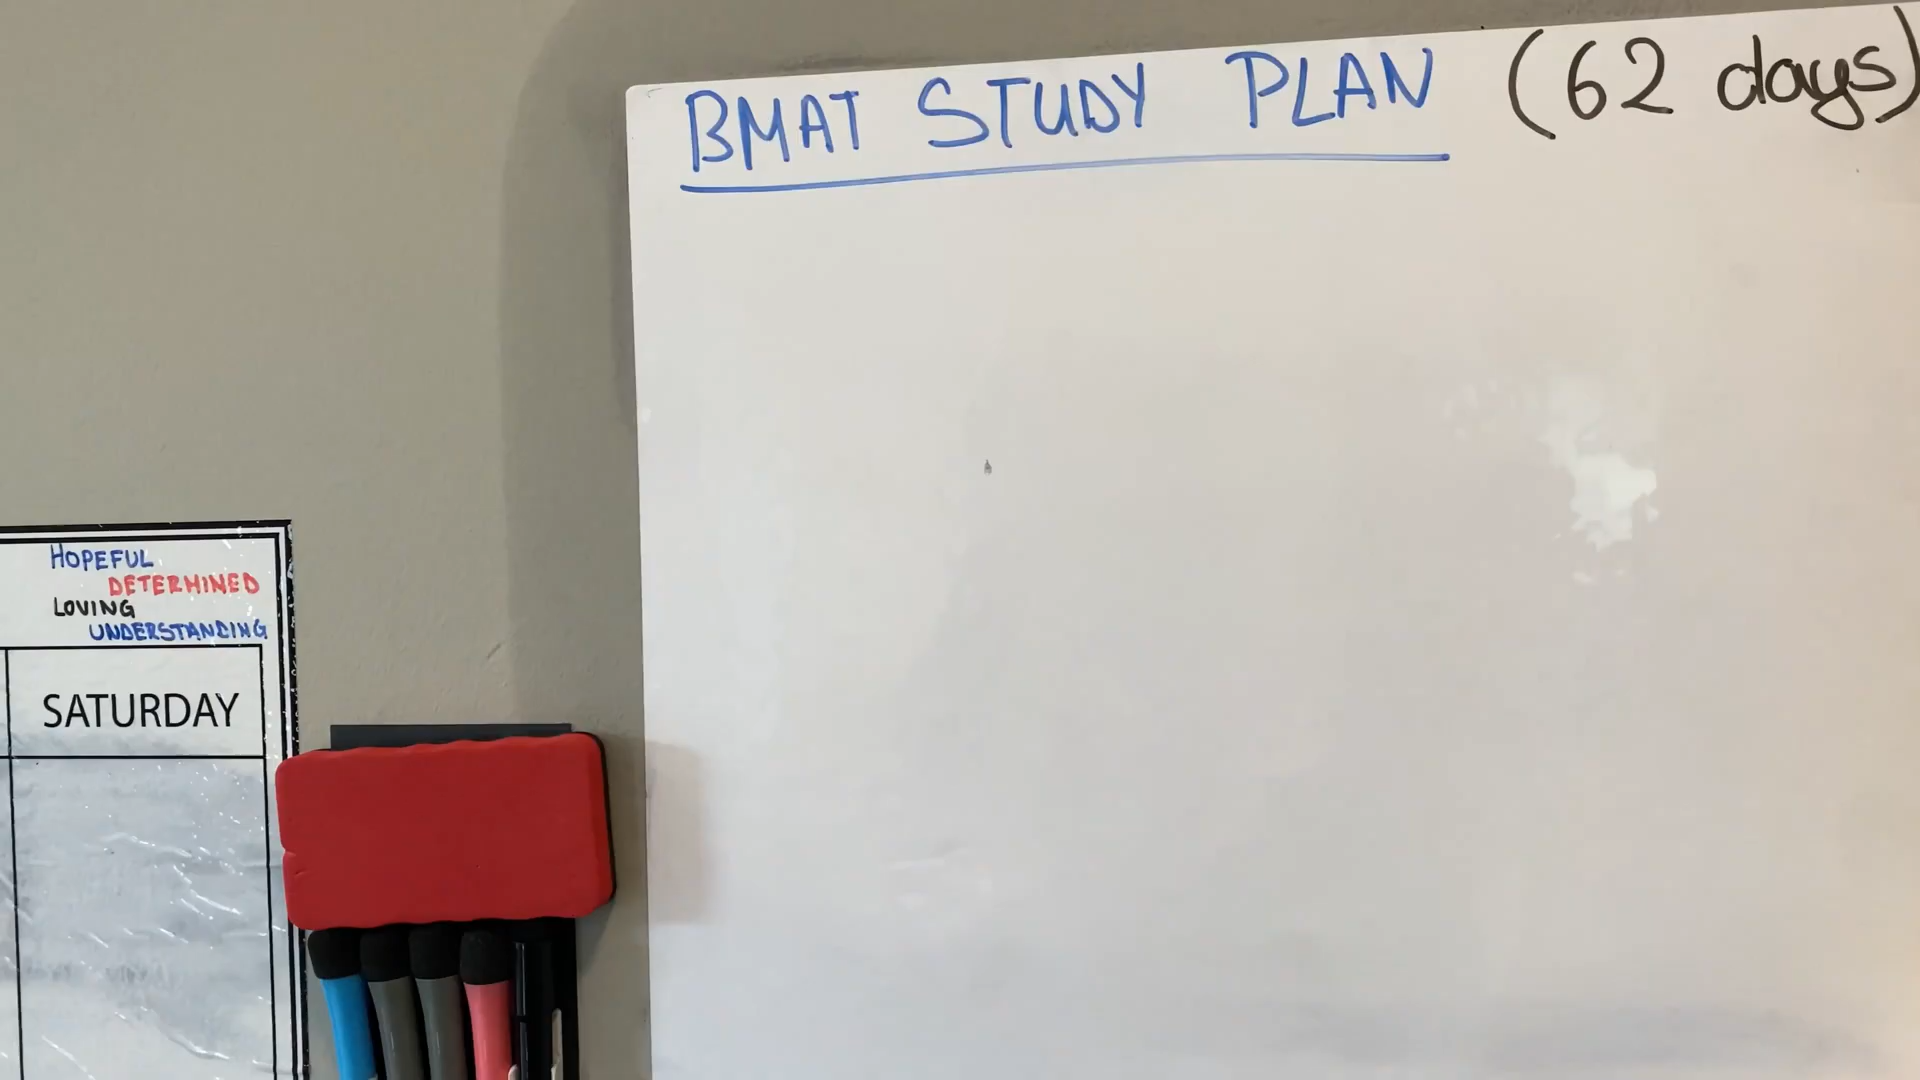 BMAT STUDY PLAN (62 days)
HOPEFUL
DETERMINED
LOVING
UNDERSTANDING
SATURDAY